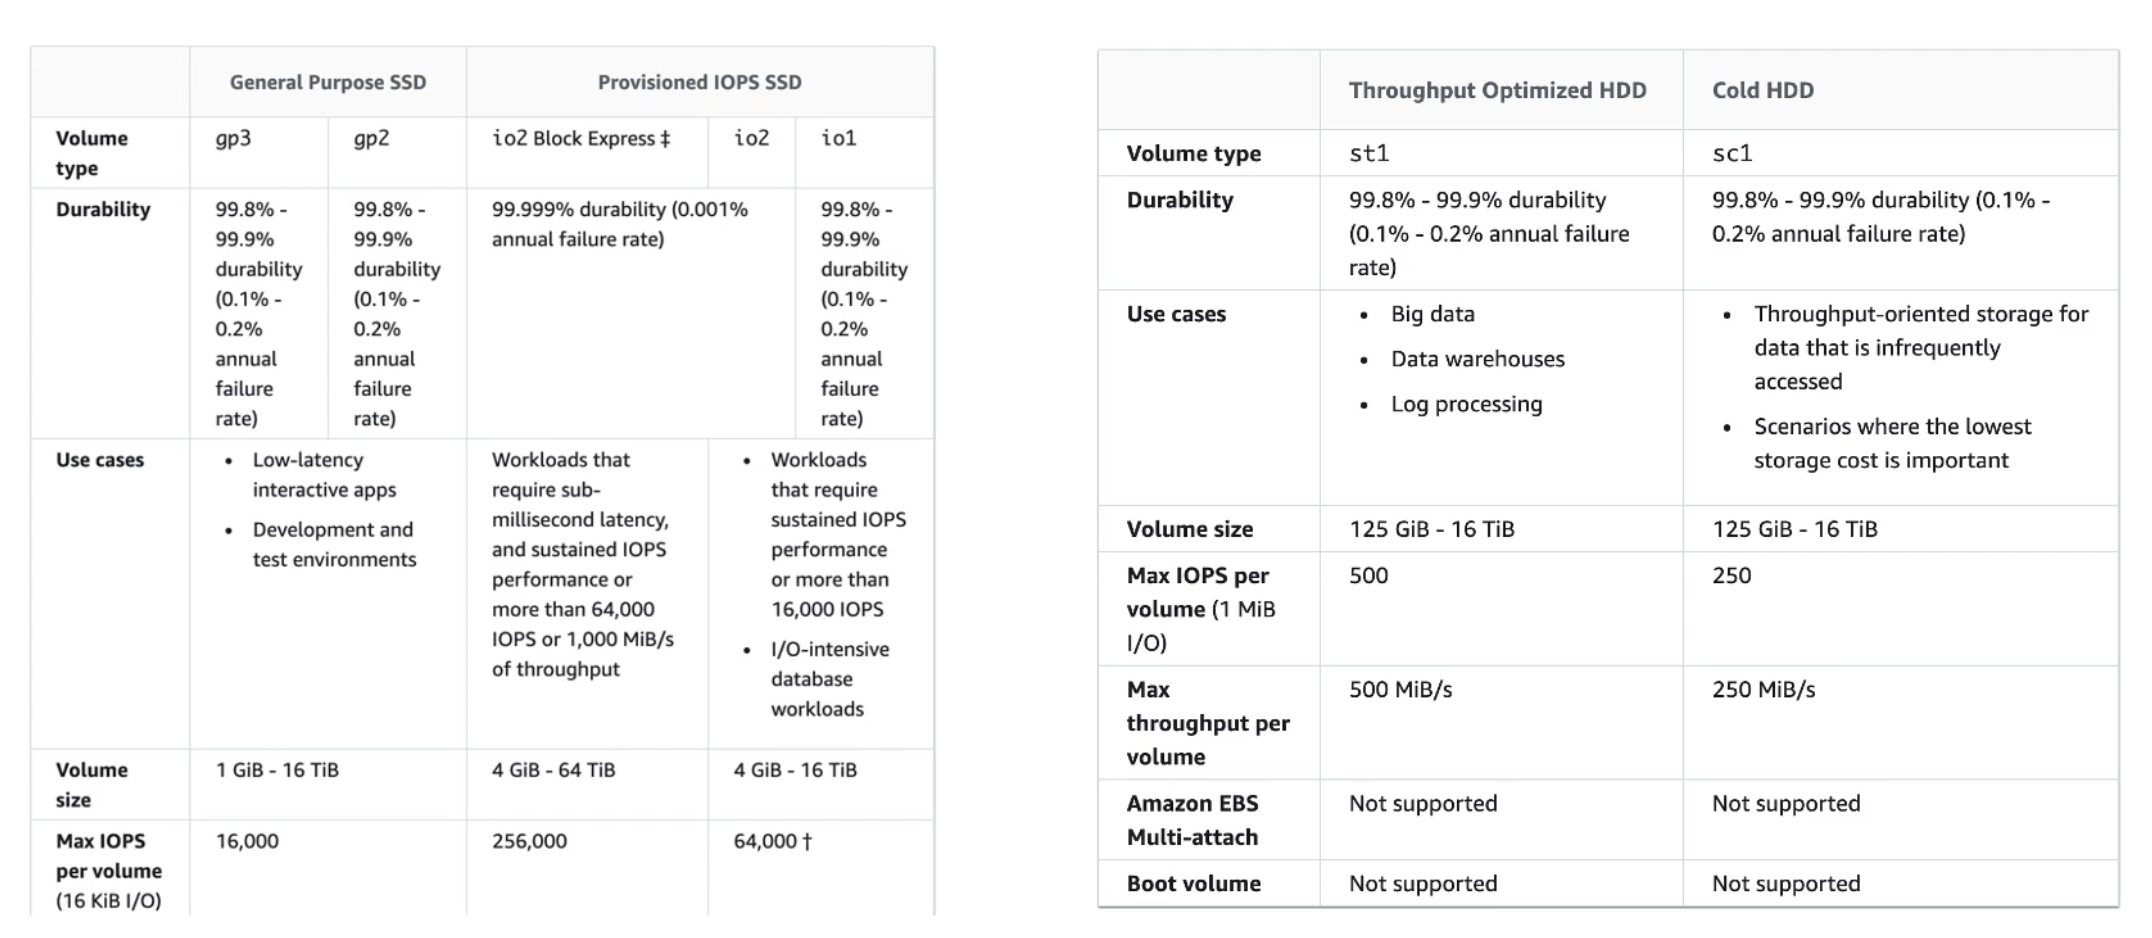 General Purpose SSD
Provisioned IOPS SSD
Volume
type
gp3
gp2
io2 Block Express ‡
io2
io1
Durability
99.8% -
99.9%
durability
(0.1% -
0.2%
annual
failure
rate)
99.8% -
99.9%
durability
(0.1% -
0.2%
annual
failure
rate)
99.999% durability (0.001%
annual failure rate)
99.8% -
99.9%
durability
(0.1% -
0.2%
annual
failure
rate)
Use cases
• Low-latency
interactive apps
• Development and
test environments
Workloads that
require sub-
millisecond latency,
and sustained IOPS
performance or
more than 64,000
IOPS or 1,000 MiB/s
of throughput
• Workloads
that require
sustained IOPS
performance
or more than
16,000 IOPS
• I/O-intensive
database
workloads
Volume
size
1 GiB - 16 TiB
4 GiB - 64 TiB
4 GiB - 16 TiB
Max IOPS
per volume
(16 KiB I/O)
16,000
256,000
64,000 †
Throughput Optimized HDD
Cold HDD
Volume type
st1
sc1
Durability
99.8% - 99.9% durability
(0.1% - 0.2% annual failure
rate)
99.8% - 99.9% durability (0.1% -
0.2% annual failure rate)
Use cases
• Big data
• Data warehouses
• Log processing
• Throughput-oriented storage for
data that is infrequently
accessed
• Scenarios where the lowest
storage cost is important
Volume size
125 GiB - 16 TiB
125 GiB - 16 TiB
Max IOPS per
volume (1 MiB
I/O)
500
250
Max
throughput per
volume
500 MiB/s
250 MiB/s
Amazon EBS
Multi-attach
Not supported
Not supported
Boot volume
Not supported
Not supported